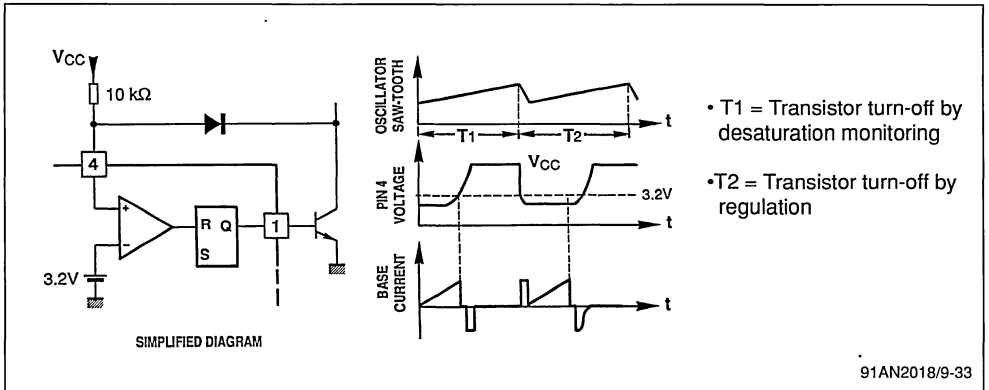 VCC
10 kΩ
4
+
−
R Q
S
1
3.2V
SIMPLIFIED DIAGRAM
OSCILLATOR
SAW-TOOTH
T1
T2
t
PIN 4
VOLTAGE
VCC
3.2V
t
BASE
CURRENT
t
• T1 = Transistor turn-off by
desaturation monitoring
•T2 = Transistor turn-off by
regulation
91AN2018/9-33